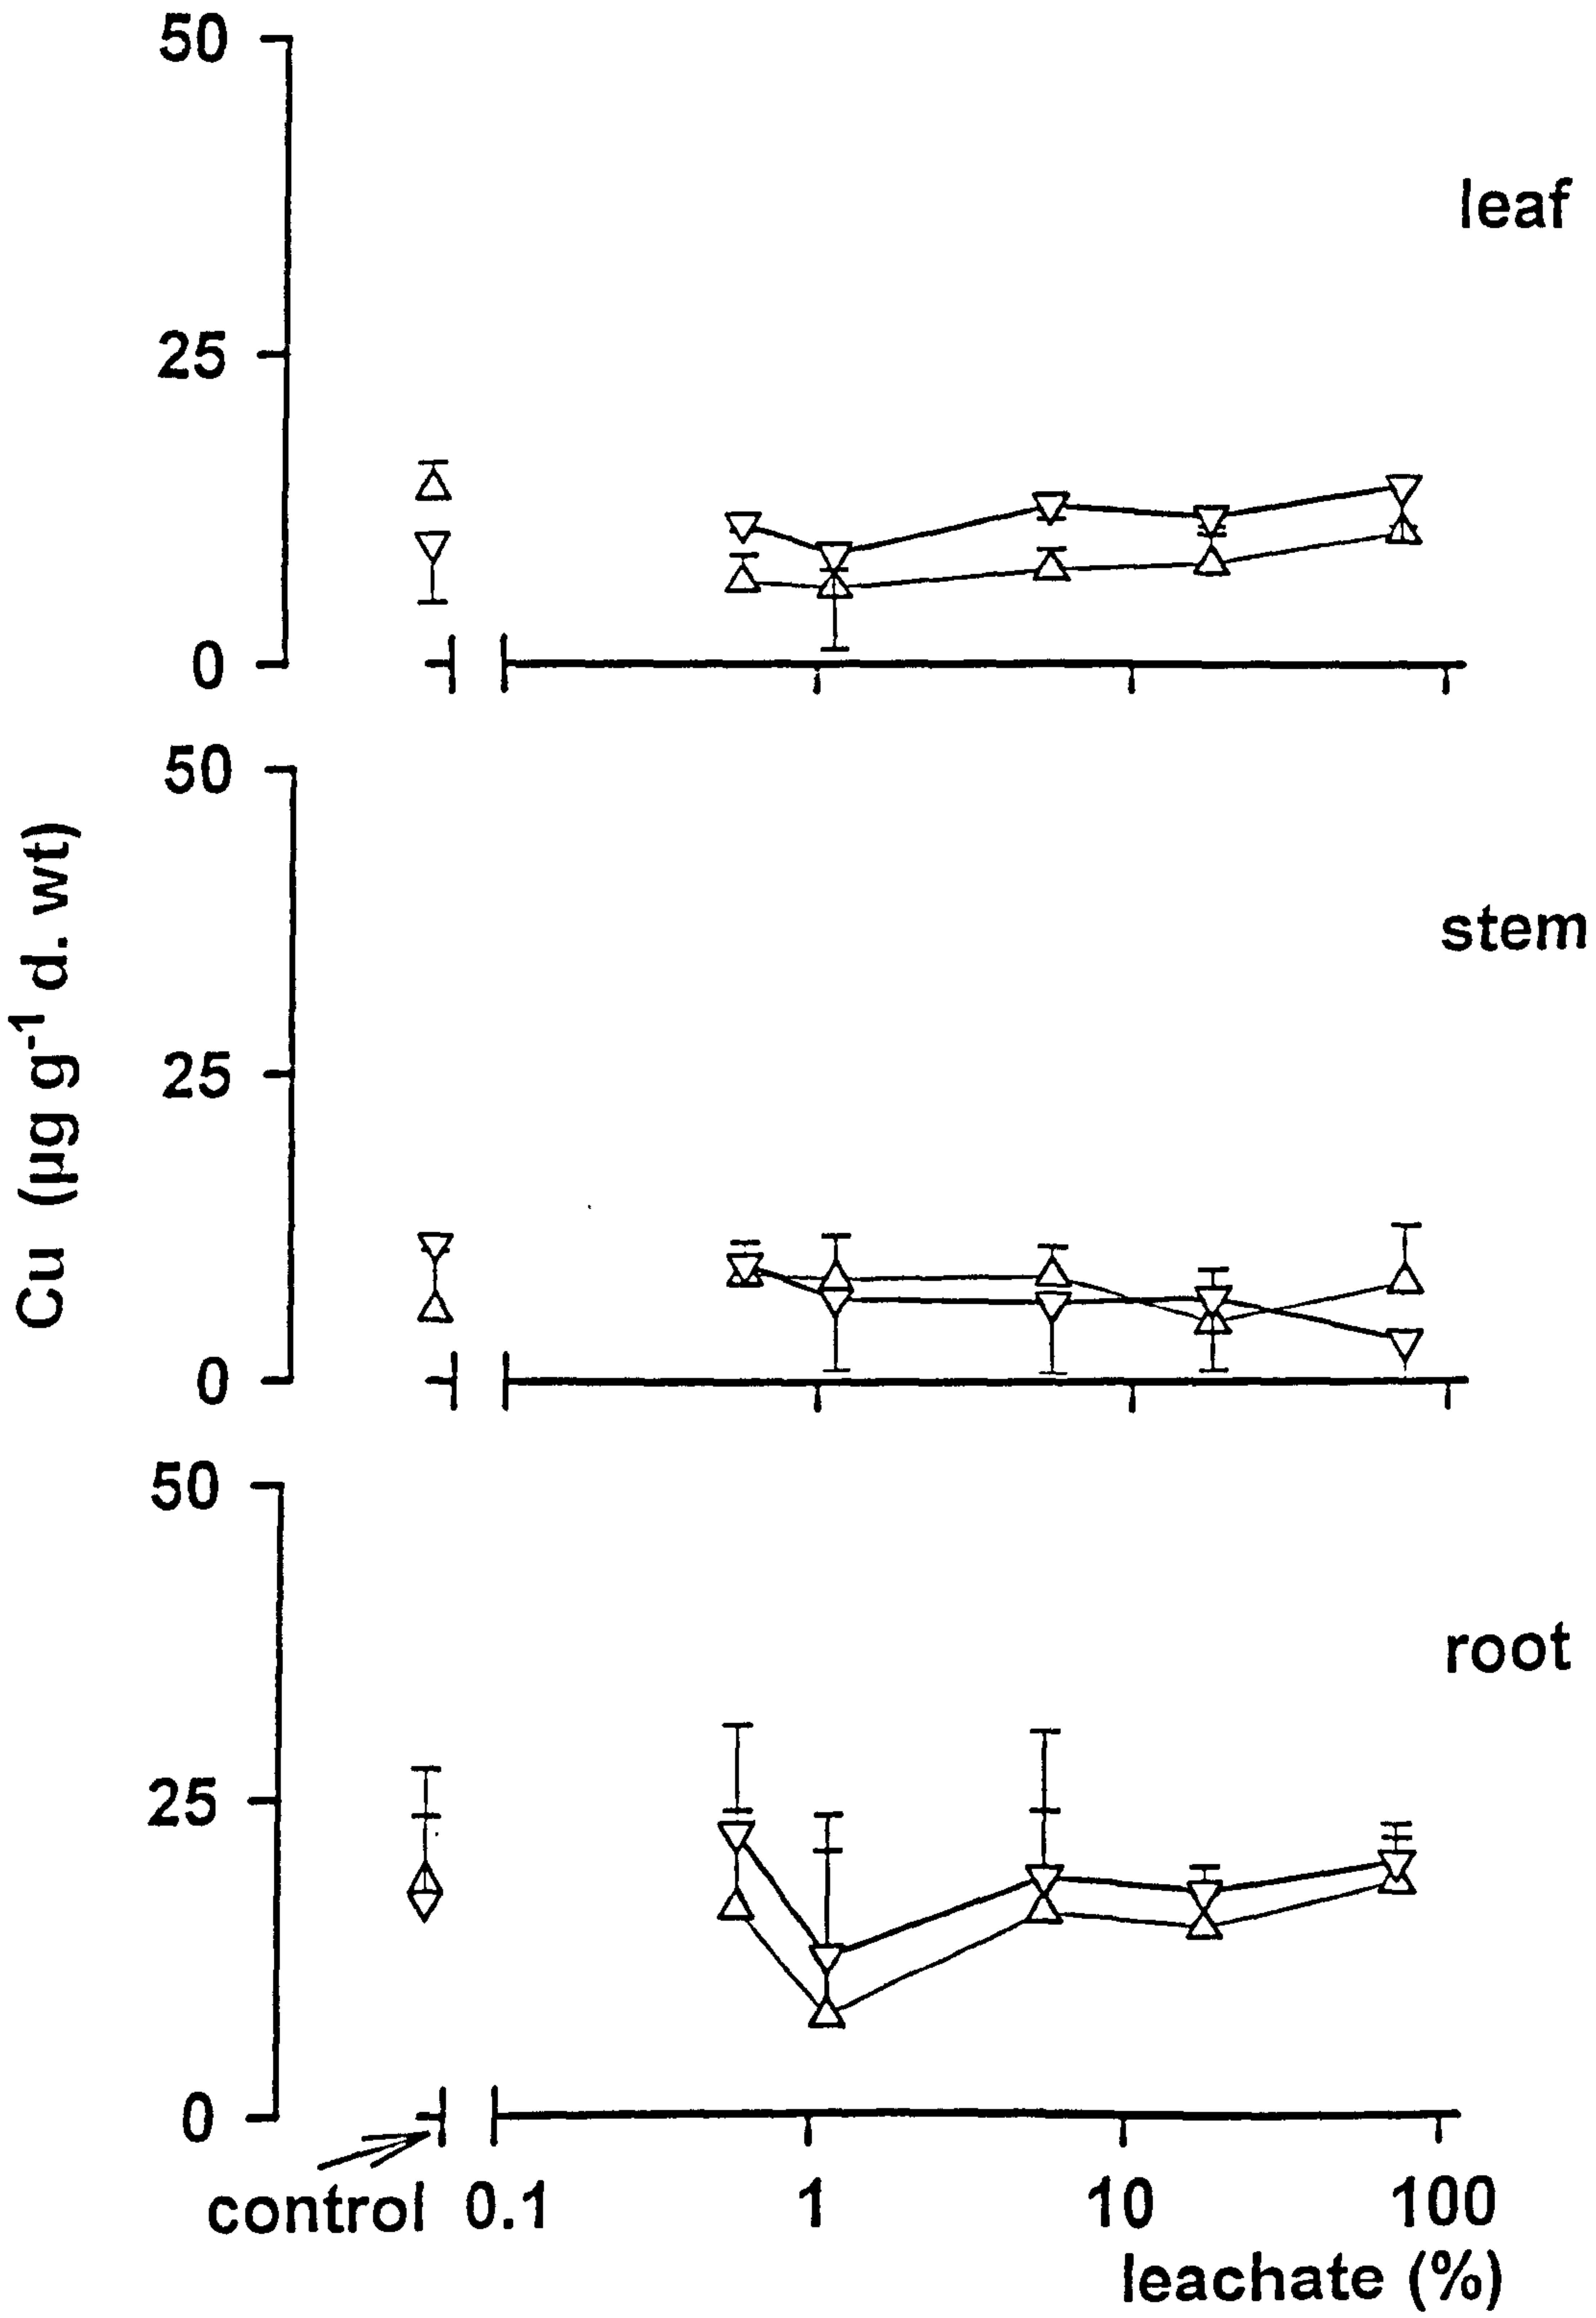 50
leaf
25
0
50
stem
Cu (µg g⁻¹ d. wt)
25
0
50
root
25
0
control 0.1 1 10 100
leachate (%)